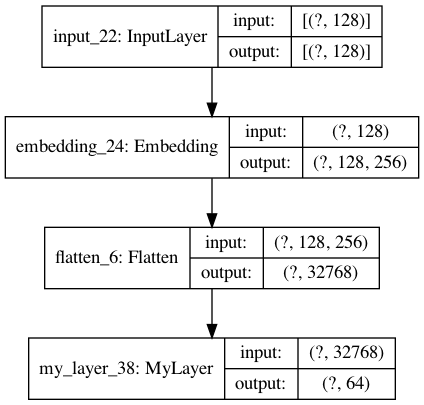 input_22: InputLayer
input: [(?, 128)]
output: [(?, 128)]
embedding_24: Embedding
input: (?, 128)
output: (?, 128, 256)
flatten_6: Flatten
input: (?, 128, 256)
output: (?, 32768)
my_layer_38: MyLayer
input: (?, 32768)
output: (?, 64)